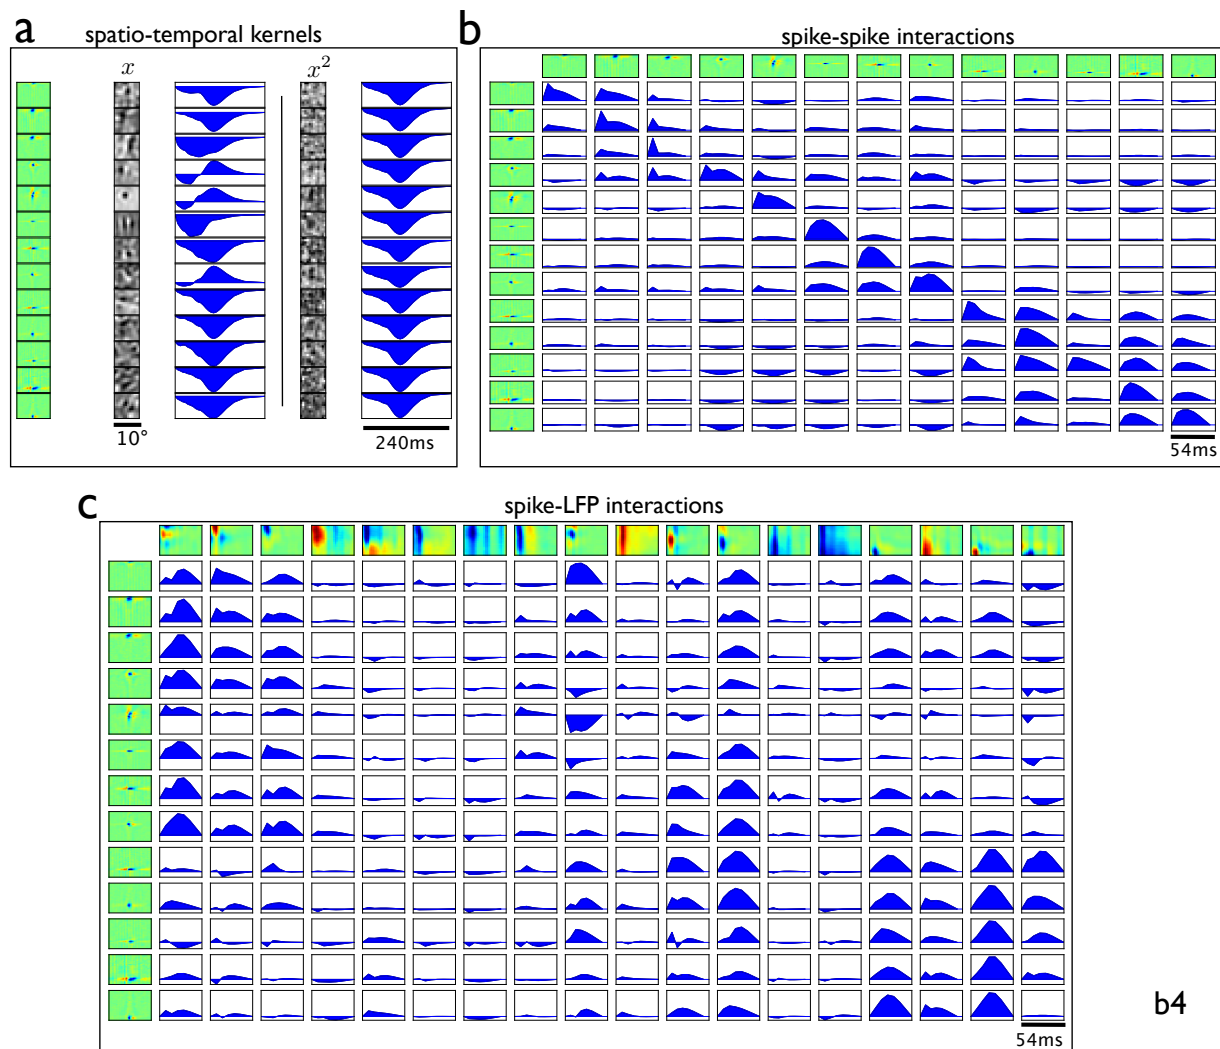 a
spatio-temporal kernels
x
x²
10°
240ms
b
spike-spike interactions
54ms
c
spike-LFP interactions
54ms
b4